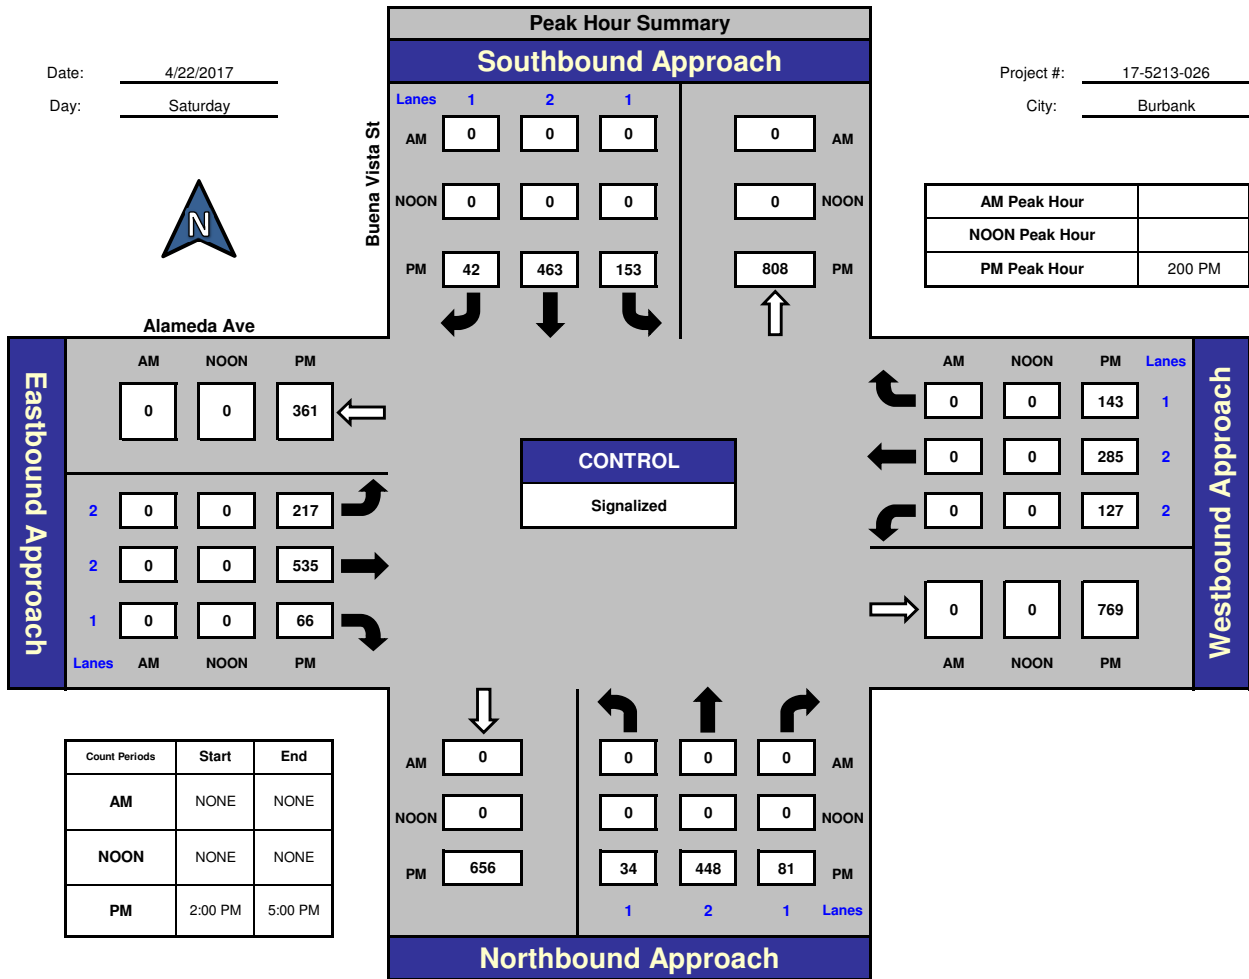 Peak Hour Summary
Southbound Approach
Date: 4/22/2017
Day: Saturday
Project #: 17-5213-026
City: Burbank
N
Buena Vista St
Lanes 1 2 1
AM 0 0 0 0 AM
NOON 0 0 0 0 NOON
PM 42 463 153 808 PM
AM Peak Hour
NOON Peak Hour
PM Peak Hour 200 PM
Alameda Ave
Eastbound Approach
AM NOON PM
0 0 361
2 0 0 217
2 0 0 535
1 0 0 66
Lanes AM NOON PM
CONTROL
Signalized
AM NOON PM Lanes
0 0 143 1
0 0 285 2
0 0 127 2
0 0 769
AM NOON PM
Westbound Approach
Count Periods Start End
AM NONE NONE
NOON NONE NONE
PM 2:00 PM 5:00 PM
AM 0 0 0 0 AM
NOON 0 0 0 0 NOON
PM 656 34 448 81 PM
1 2 1 Lanes
Northbound Approach